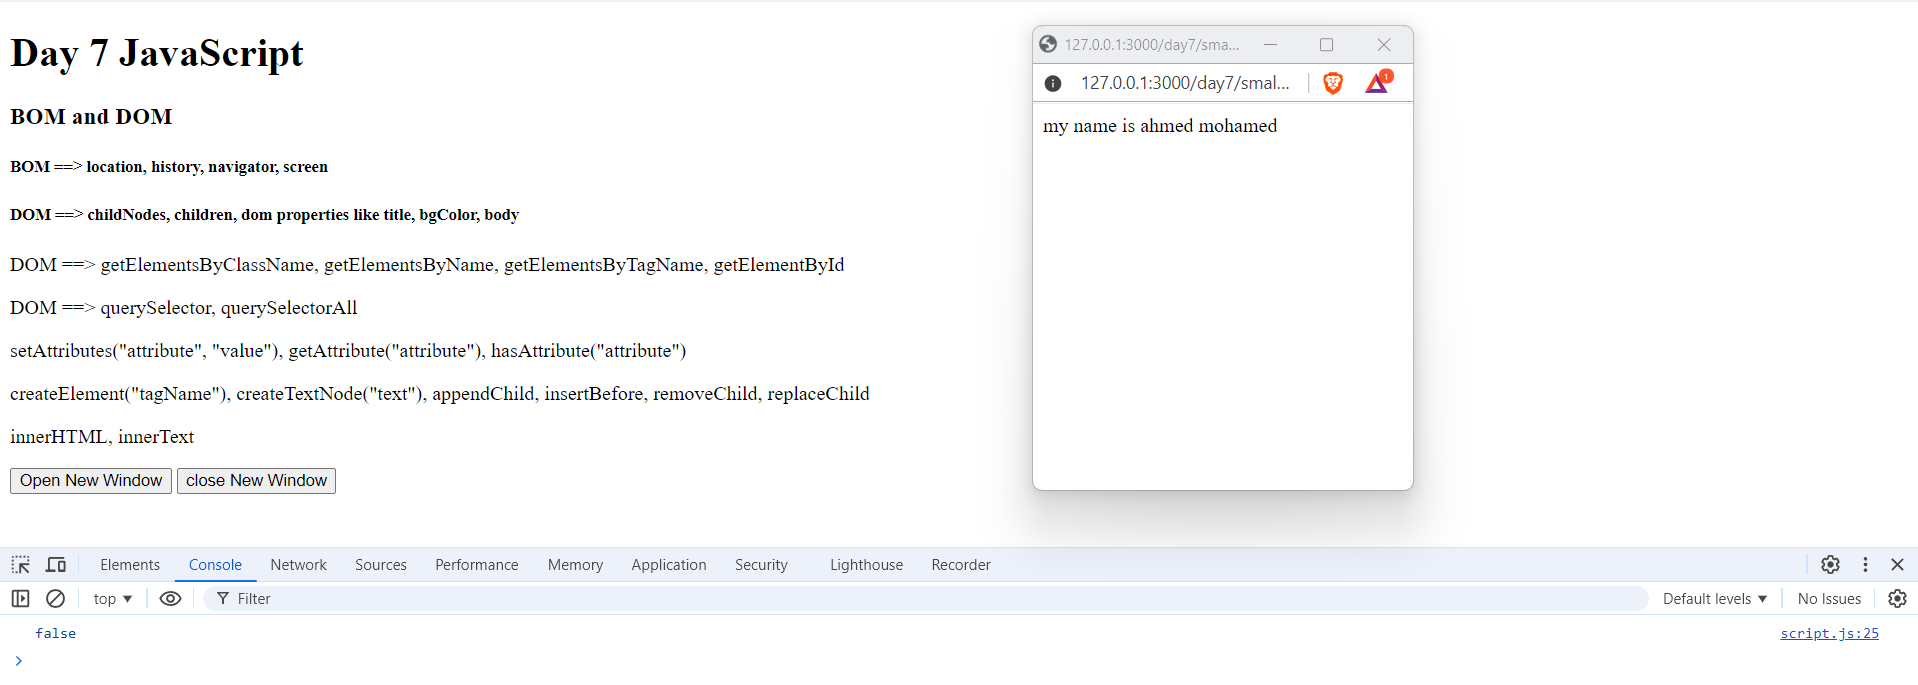 Day 7 JavaScript
BOM and DOM
BOM ==> location, history, navigator, screen
DOM ==> childNodes, children, dom properties like title, bgColor, body
DOM ==> getElementsByClassName, getElementsByName, getElementsByTagName, getElementById
DOM ==> querySelector, querySelectorAll
setAttributes("attribute", "value"), getAttribute("attribute"), hasAttribute("attribute")
createElement("tagName"), createTextNode("text"), appendChild, insertBefore, removeChild, replaceChild
innerHTML, innerText
Open New Window close New Window
127.0.0.1:3000/day7/sma...
127.0.0.1:3000/day7/smal... 1
my name is ahmed mohamed
Elements Console Network Sources Performance Memory Application Security Lighthouse Recorder
top Filter Default levels No Issues
false script.js:25